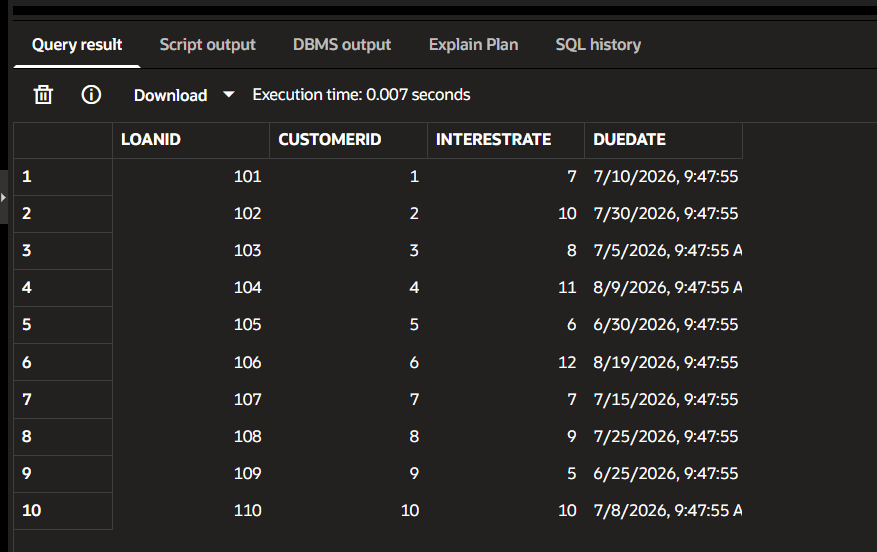 Query result Script output DBMS output Explain Plan SQL history
Download Execution time: 0.007 seconds
LOANID CUSTOMERID INTERESTRATE DUEDATE
1 101 1 7 7/10/2026, 9:47:55
2 102 2 10 7/30/2026, 9:47:55
3 103 3 8 7/5/2026, 9:47:55 A
4 104 4 11 8/9/2026, 9:47:55 A
5 105 5 6 6/30/2026, 9:47:55
6 106 6 12 8/19/2026, 9:47:55
7 107 7 7 7/15/2026, 9:47:55
8 108 8 9 7/25/2026, 9:47:55
9 109 9 5 6/25/2026, 9:47:55
10 110 10 10 7/8/2026, 9:47:55 A